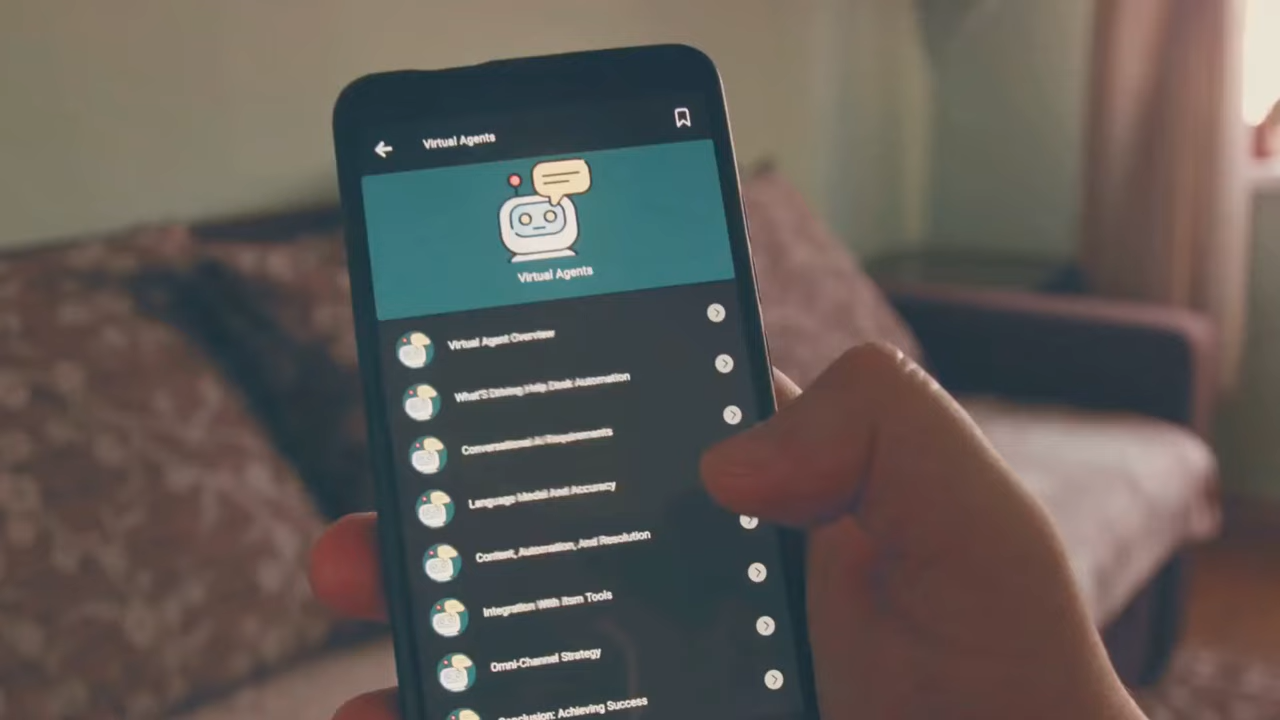 Virtual Agents
Virtual Agents
Virtual Agent Overview
What'S Driving Help Desk Automation
Conversational Ai Requirements
Language Model And Accuracy
Content, Automation, And Resolution
Integration With Itsm Tools
Omni-Channel Strategy
Conclusion: Achieving Success